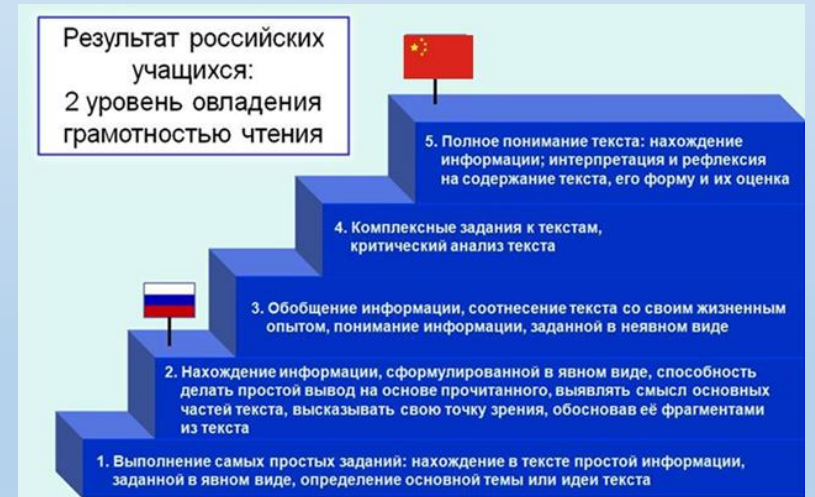 Результат российских
учащихся:
2 уровень овладения
грамотностью чтения
5. Полное понимание текста: нахождение
информации; интерпретация и рефлексия
на содержание текста, его форму и их оценка
4. Комплексные задания к текстам,
критический анализ текста
3. Обобщение информации, соотнесение текста со своим жизненным
опытом, понимание информации, заданной в неявном виде
2. Нахождение информации, сформулированной в явном виде, способность
делать простой вывод на основе прочитанного, выявлять смысл основных
частей текста, высказывать свою точку зрения, обосновав её фрагментами
из текста
1. Выполнение самых простых заданий: нахождение в тексте простой информации,
заданной в явном виде, определение основной темы или идеи текста